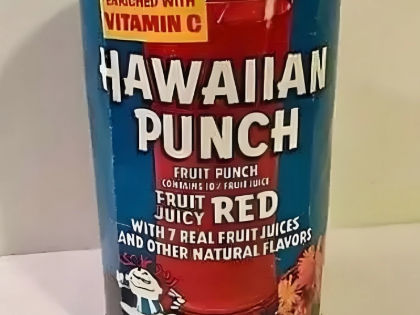 ENRICHED WITH
VITAMIN C
HAWAIIAN
PUNCH
FRUIT PUNCH
CONTAINS 10% FRUIT JUICE
FRUIT
JUICY RED
WITH 7 REAL FRUIT JUICES
AND OTHER NATURAL FLAVORS